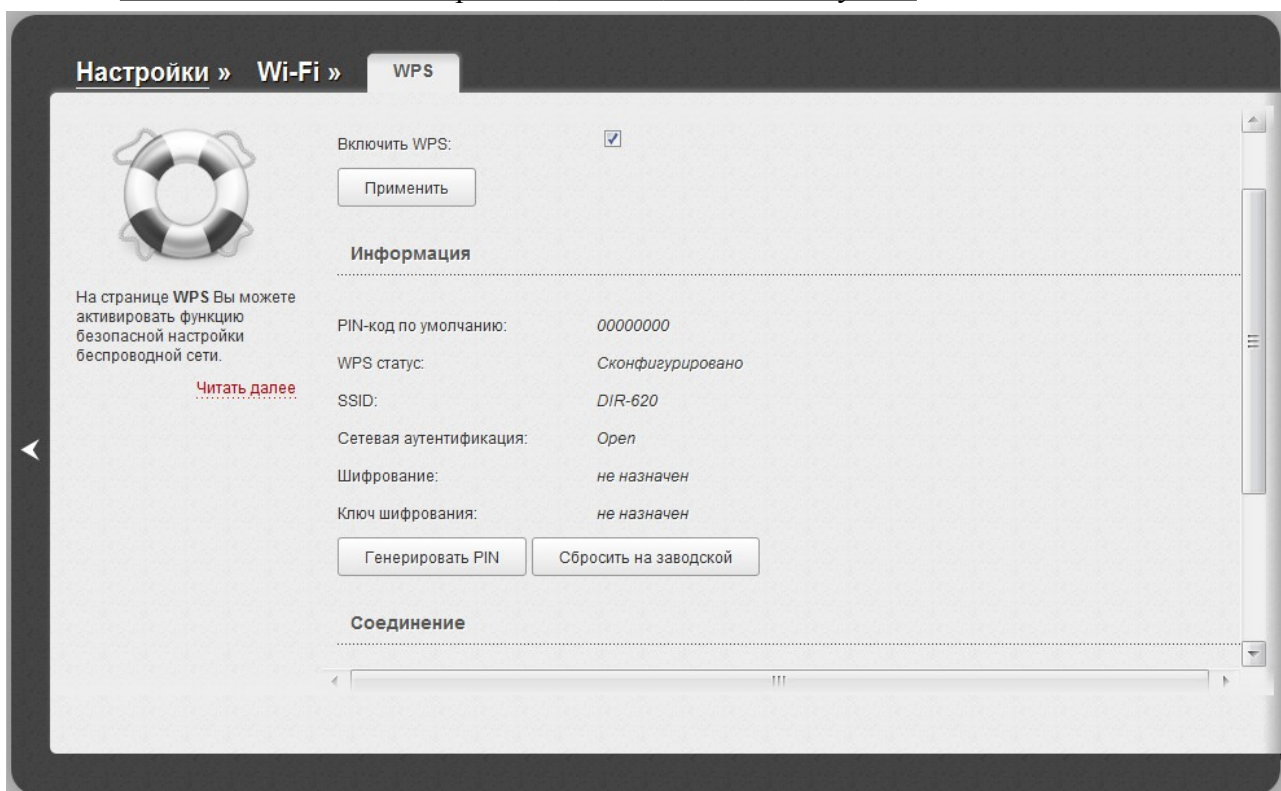 Настройки » Wi-Fi » WPS
Включить WPS:
Применить
Информация
На странице WPS Вы можете
активировать функцию
безопасной настройки
беспроводной сети.
Читать далее
PIN-код по умолчанию: 00000000
WPS статус: Сконфигурировано
SSID: DIR-620
Сетевая аутентификация: Open
Шифрование: не назначен
Ключ шифрования: не назначен
Генерировать PIN Сбросить на заводской
Соединение